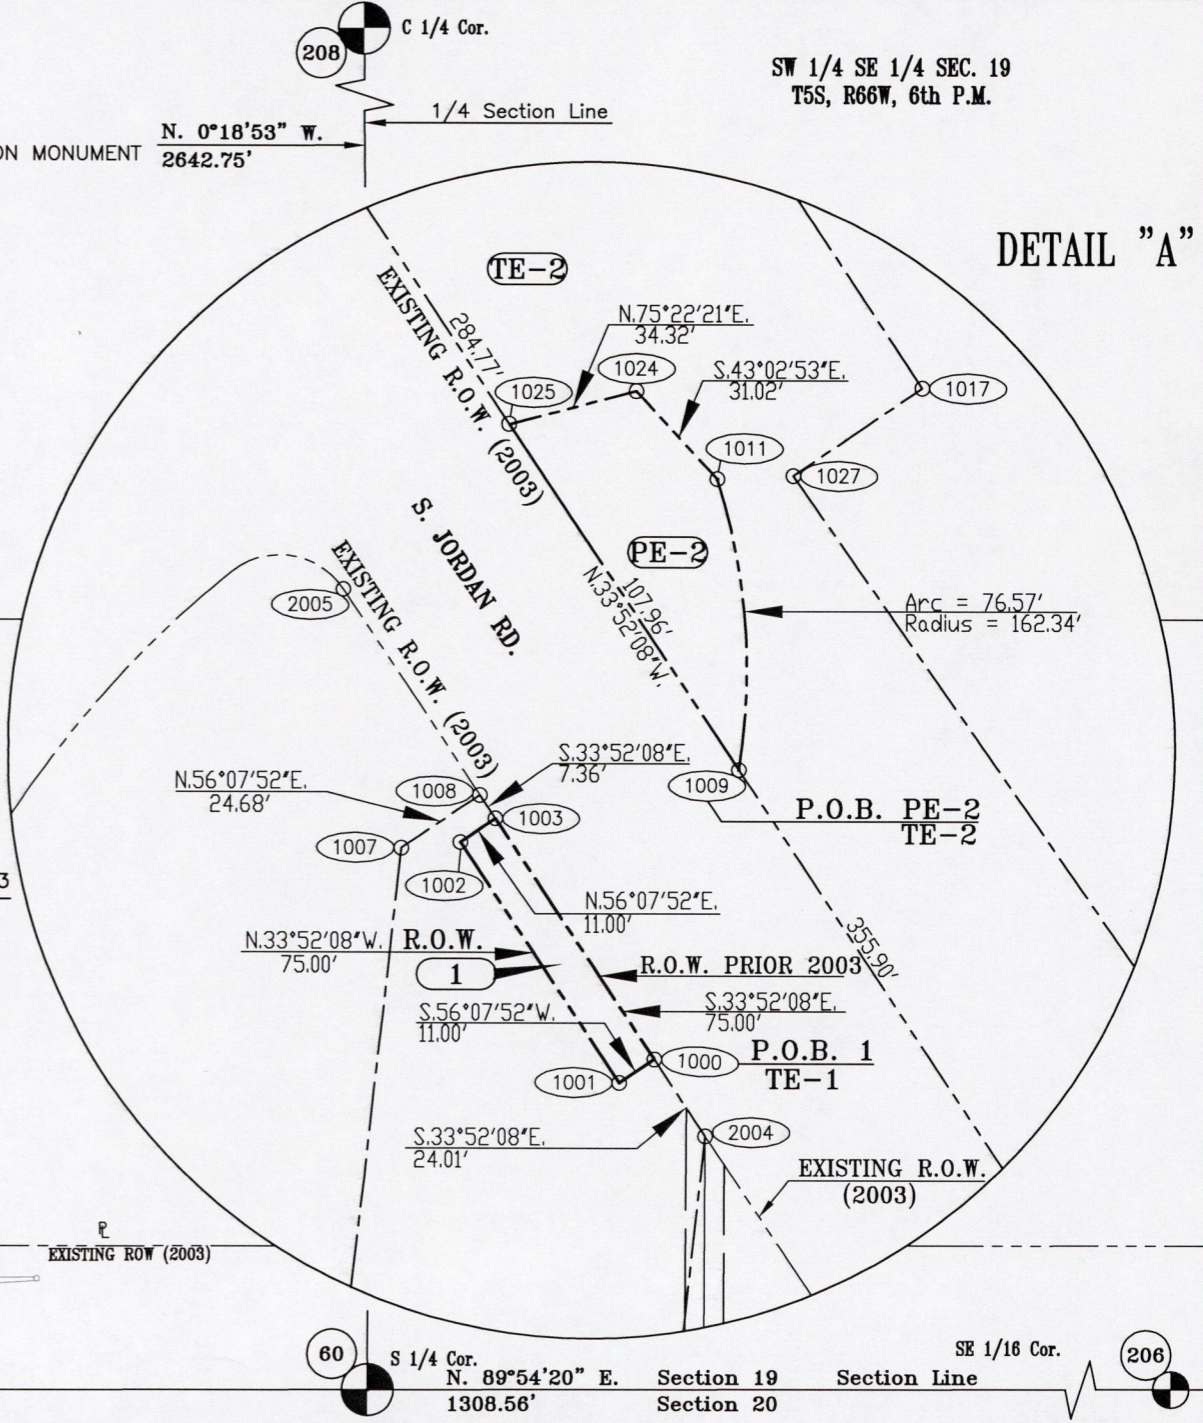 C 1/4 Cor.
208
SW 1/4 SE 1/4 SEC. 19
T5S, R66W, 6th P.M.
1/4 Section Line
N. 0°18'53" W.
2642.75'
ON MONUMENT
DETAIL "A"
TE-2
EXISTING R.O.W. (2003)
284.77'
N.75°22'21"E.
34.32'
1024
S.43°02'53"E.
31.02'
1025
1017
1011
1027
S. JORDAN RD.
PE-2
EXISTING R.O.W. (2003)
107.96'
N.33°52'08"W.
2005
Arc = 76.57'
Radius = 162.34'
S.33°52'08"E.
7.36'
N.56°07'52"E.
24.68'
1008
1009
P.O.B. PE-2
TE-2
1003
1007
1002
3
N.56°07'52"E.
11.00'
355.90'
N.33°52'08"W.
75.00'
R.O.W.
1
R.O.W. PRIOR 2003
S.33°52'08"E.
75.00'
S.56°07'52"W.
11.00'
P.O.B. 1
TE-1
1000
1001
S.33°52'08"E.
24.01'
2004
EXISTING R.O.W.
(2003)
PL
EXISTING ROW (2003)
60
S 1/4 Cor.
SE 1/16 Cor.
206
N. 89°54'20" E. Section 19 Section Line
1308.56' Section 20